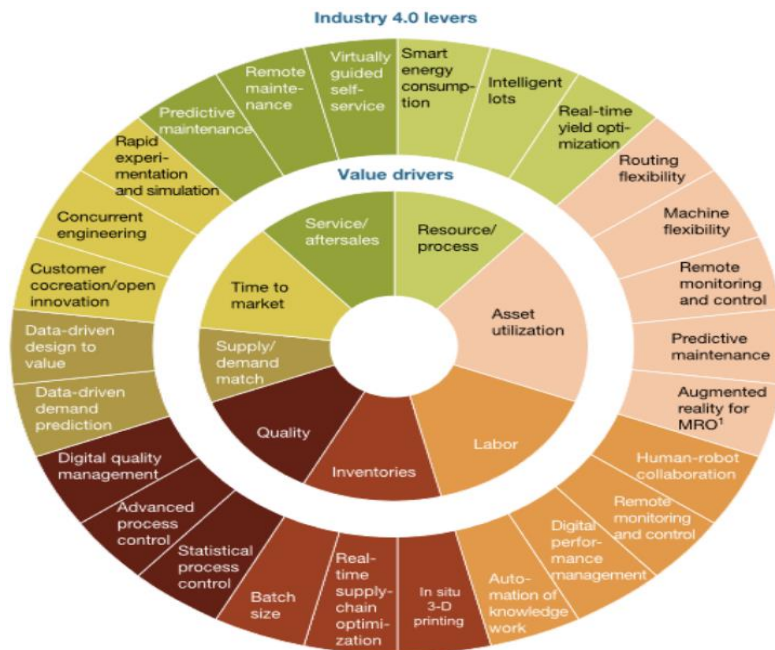 Industry 4.0 levers
Smart
energy
consump-
tion
Intelligent
lots
Real-time
yield opti-
mization
Routing
flexibility
Machine
flexibility
Remote
monitoring
and control
Predictive
maintenance
Augmented
reality for
MRO¹
Human-robot
collaboration
Remote
monitoring
and control
Digital
perfor-
mance
management
Auto-
mation of
knowledge
work
In situ
3-D
printing
Real-
time
supply-
chain
optimi-
zation
Batch
size
Statistical
process
control
Advanced
process
control
Digital quality
management
Data-driven
demand
prediction
Data-driven
design to
value
Customer
cocreation/open
innovation
Concurrent
engineering
Rapid
experi-
mentation
and simulation
Predictive
maintenance
Remote
mainte-
nance
Virtually
guided
self-
service
Value drivers
Resource/
process
Asset
utilization
Labor
Inventories
Quality
Supply/
demand
match
Time to
market
Service/
aftersales